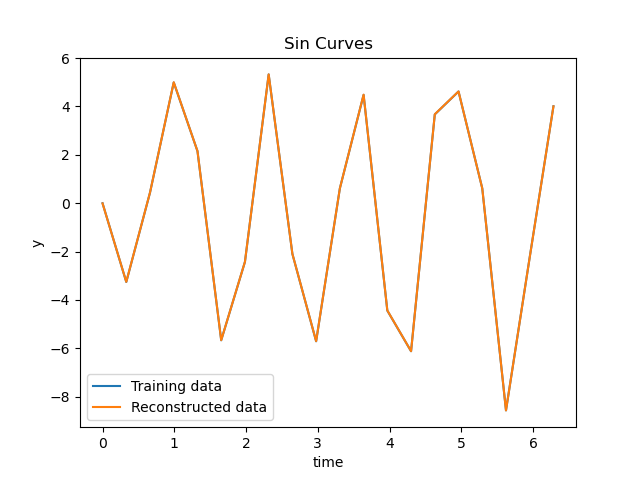 Sin Curves
6
4
2
0
−2
−4
−6
−8
y
Training data
Reconstructed data
0 1 2 3 4 5 6
time